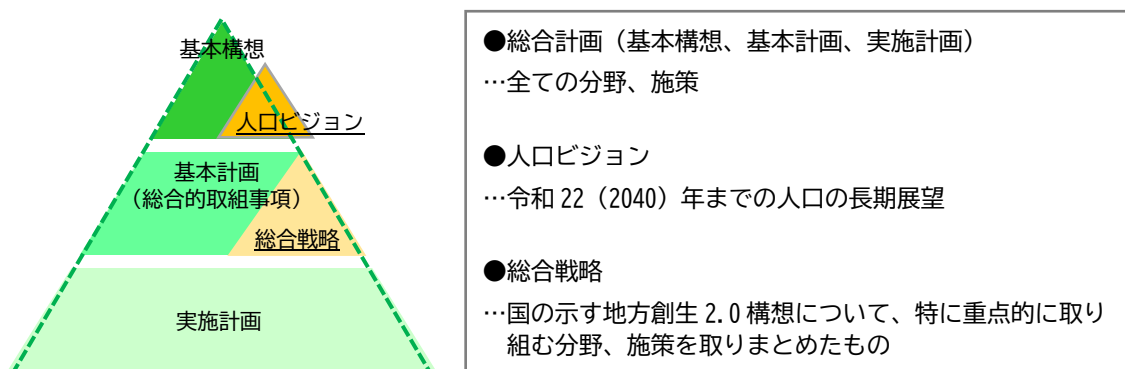 基本構想
人口ビジョン
基本計画
（総合的取組事項）
総合戦略
実施計画
●総合計画（基本構想、基本計画、実施計画）
…全ての分野、施策
●人口ビジョン
…令和 22（2040）年までの人口の長期展望
●総合戦略
…国の示す地方創生 2.0 構想について、特に重点的に取り
組む分野、施策を取りまとめたもの